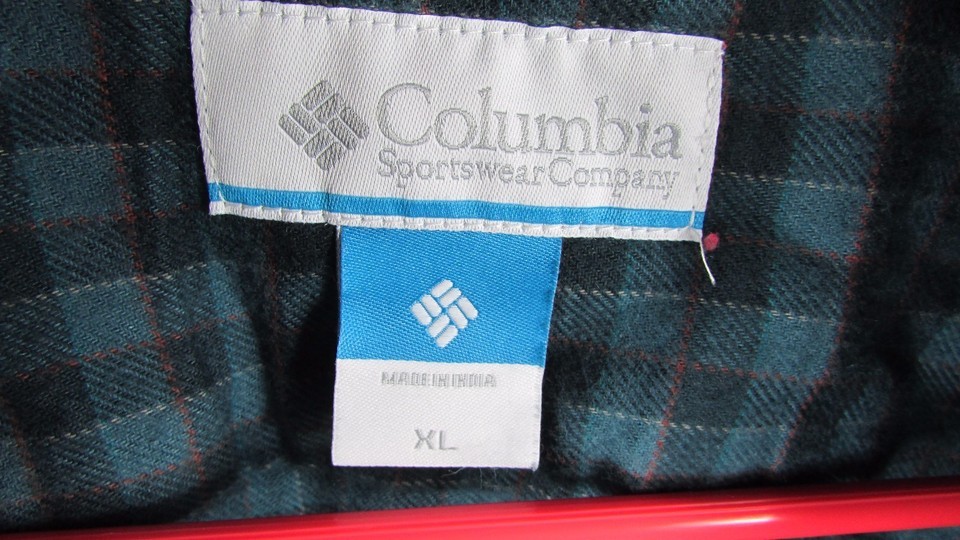 Columbia
Sportswear Company
MADE IN INDIA
XL